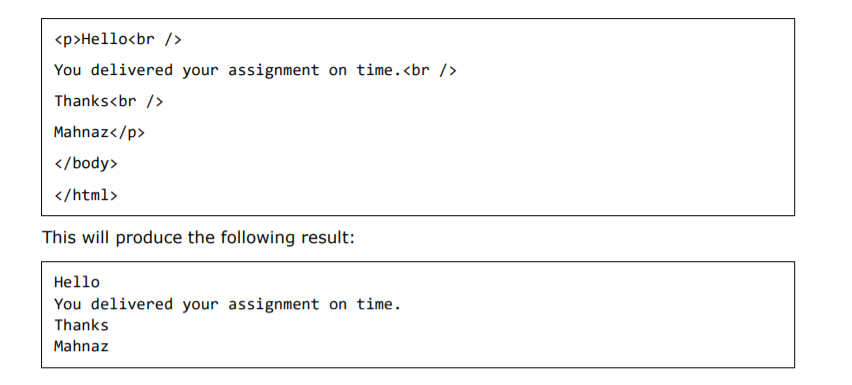 <p>Hello<br />
You delivered your assignment on time.<br />
Thanks<br />
Mahnaz</p>
</body>
</html>
This will produce the following result:
Hello
You delivered your assignment on time.
Thanks
Mahnaz